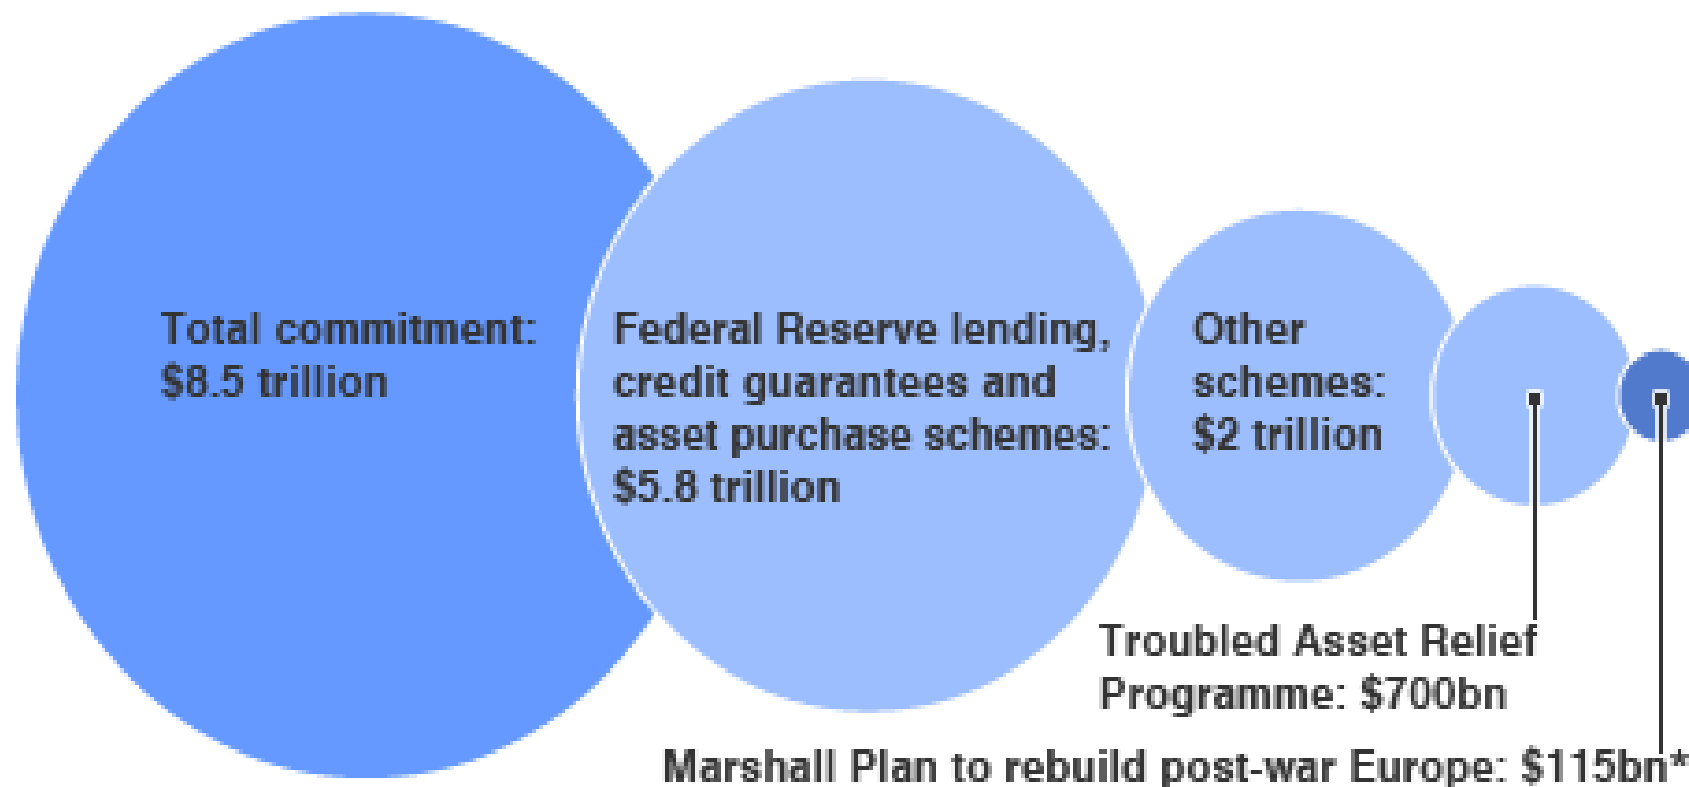 Total commitment:
$8.5 trillion
Federal Reserve lending,
credit guarantees and
asset purchase schemes:
$5.8 trillion
Other
schemes:
$2 trillion
Troubled Asset Relief
Programme: $700bn
Marshall Plan to rebuild post-war Europe: $115bn*